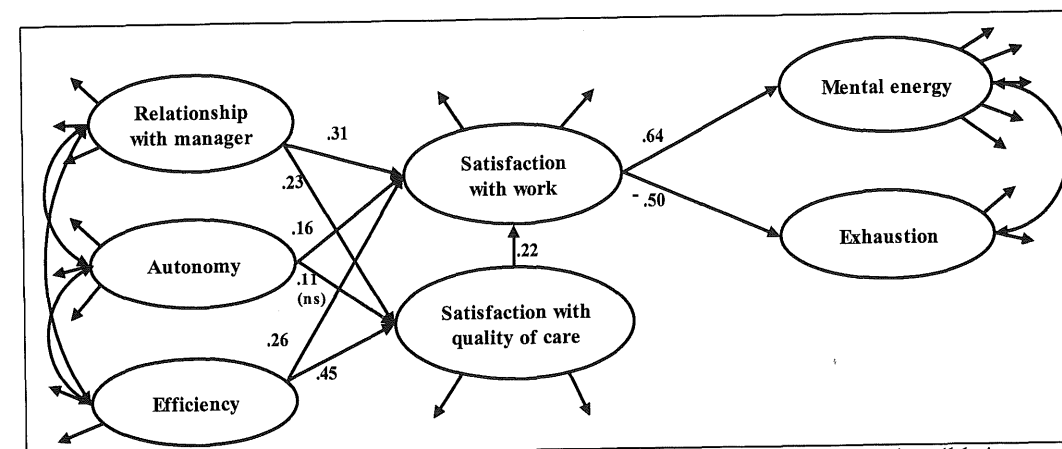 Relationship
with manager
Autonomy
Efficiency
.31
.23
.16
.11
(ns)
.26
.45
Satisfaction
with work
.22
Satisfaction with
quality of care
.64
-.50
Mental energy
Exhaustion